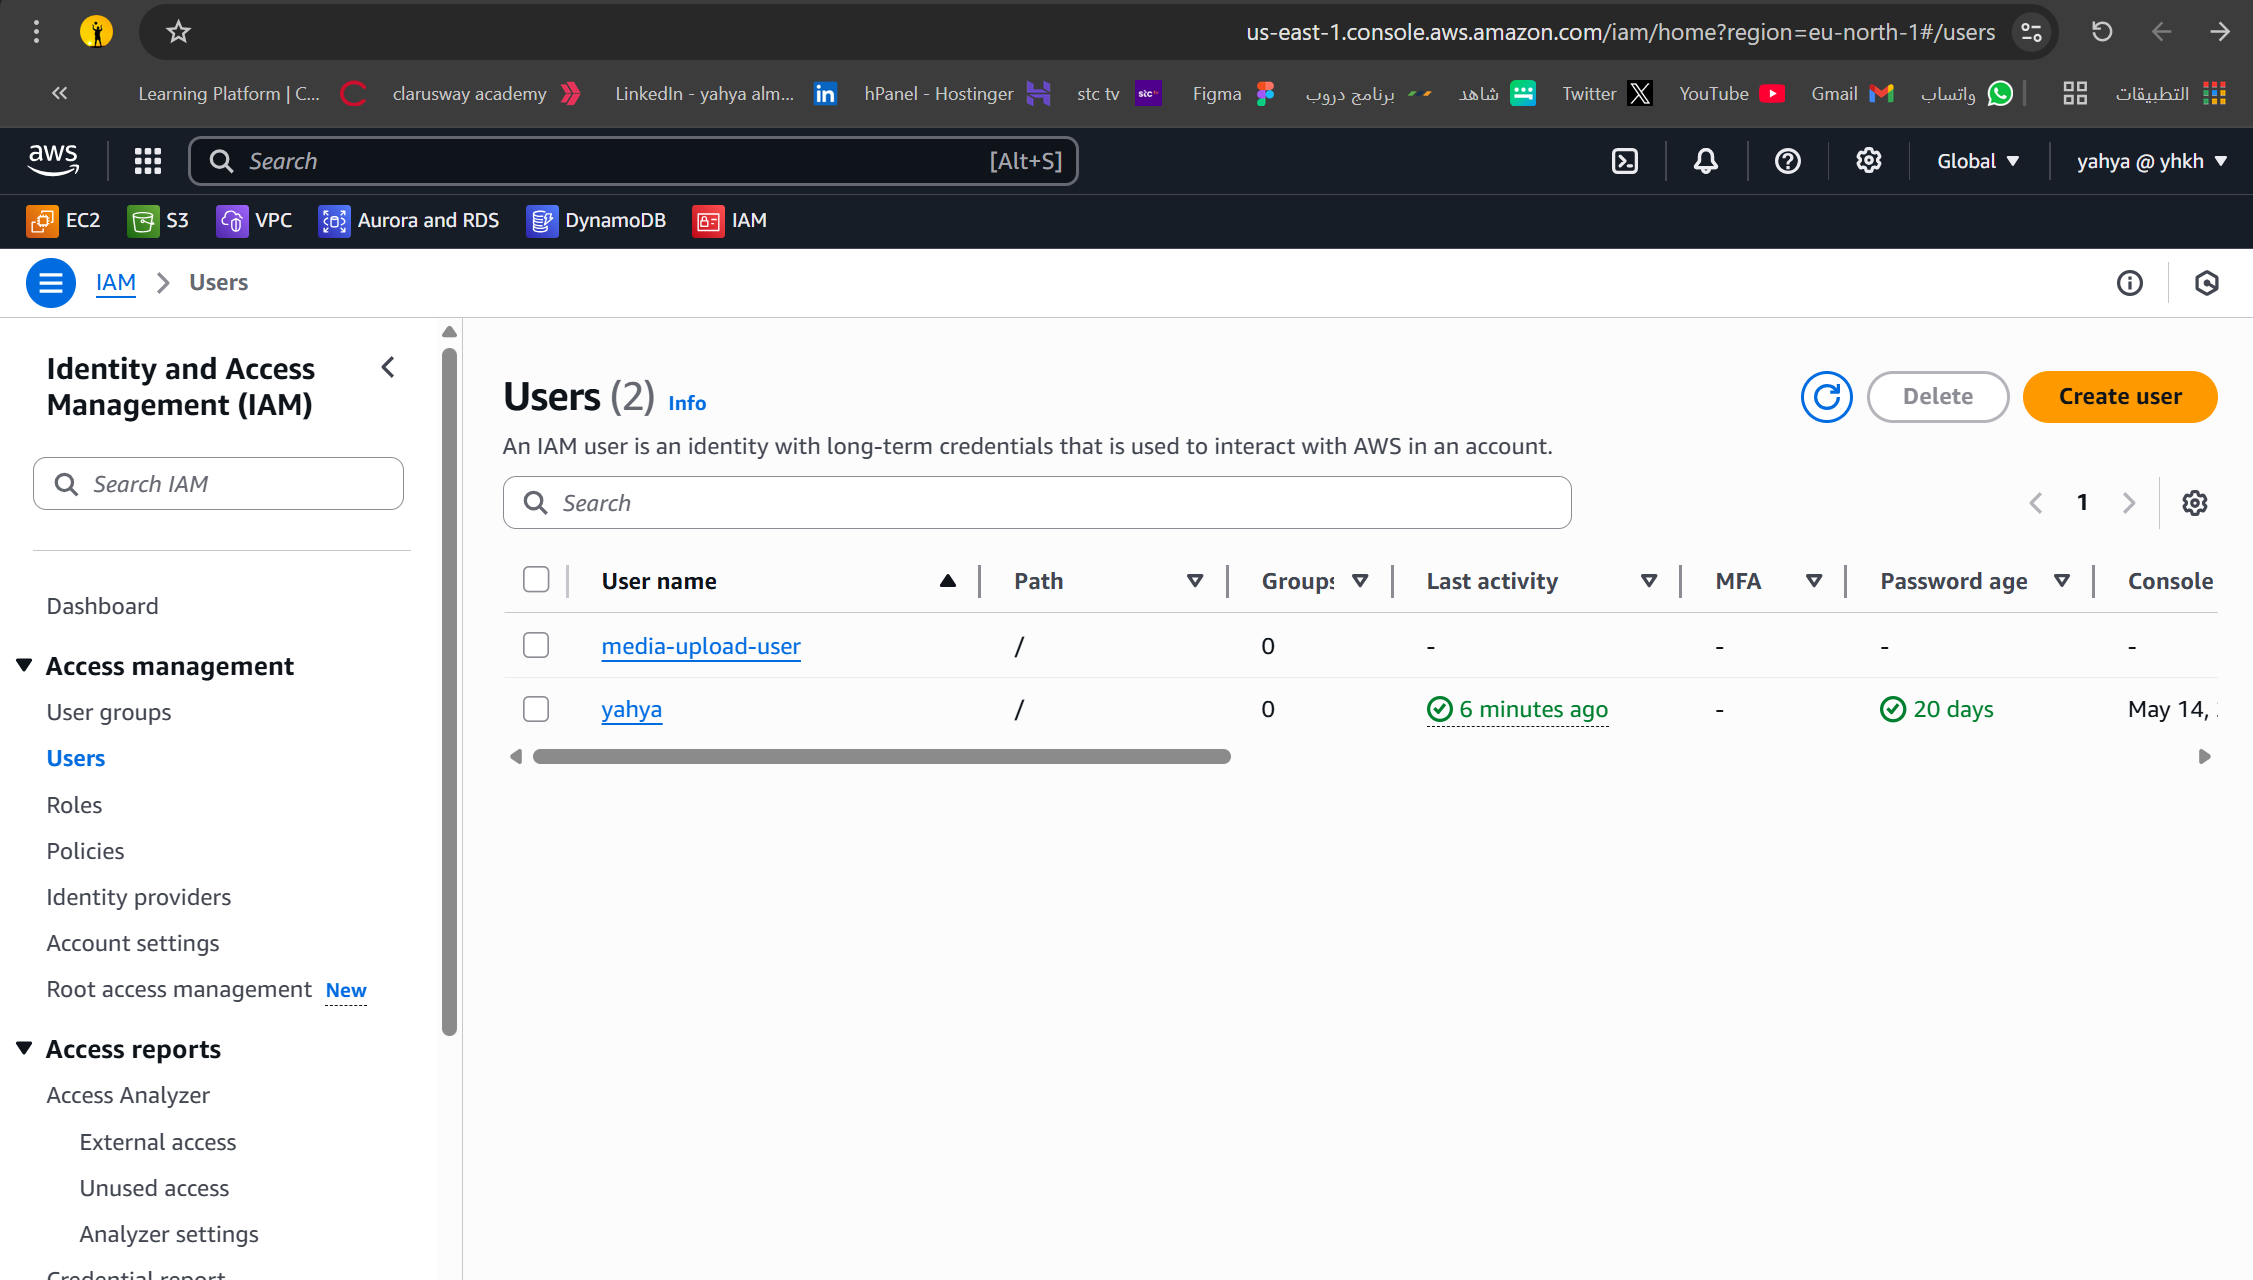 us-east-1.console.aws.amazon.com/iam/home?region=eu-north-1#/users
Learning Platform | C...
clarusway academy
LinkedIn - yahya alm...
hPanel - Hostinger
stc tv
Figma
برنامج دروب
شاهد
Twitter
YouTube
Gmail
واتساب
التطبيقات
aws
Search
[Alt+S]
Global
yahya @ yhkh
EC2
S3
VPC
Aurora and RDS
DynamoDB
IAM
IAM
Users
Identity and Access
Management (IAM)
Search IAM
Dashboard
Access management
User groups
Users
Roles
Policies
Identity providers
Account settings
Root access management New
Access reports
Access Analyzer
External access
Unused access
Analyzer settings
Credential report
Users (2) Info
Delete
Create user
An IAM user is an identity with long-term credentials that is used to interact with AWS in an account.
Search
1
User name Path Groups Last activity MFA Password age Console
media-upload-user / 0 - - - -
yahya / 0 6 minutes ago - 20 days May 14,